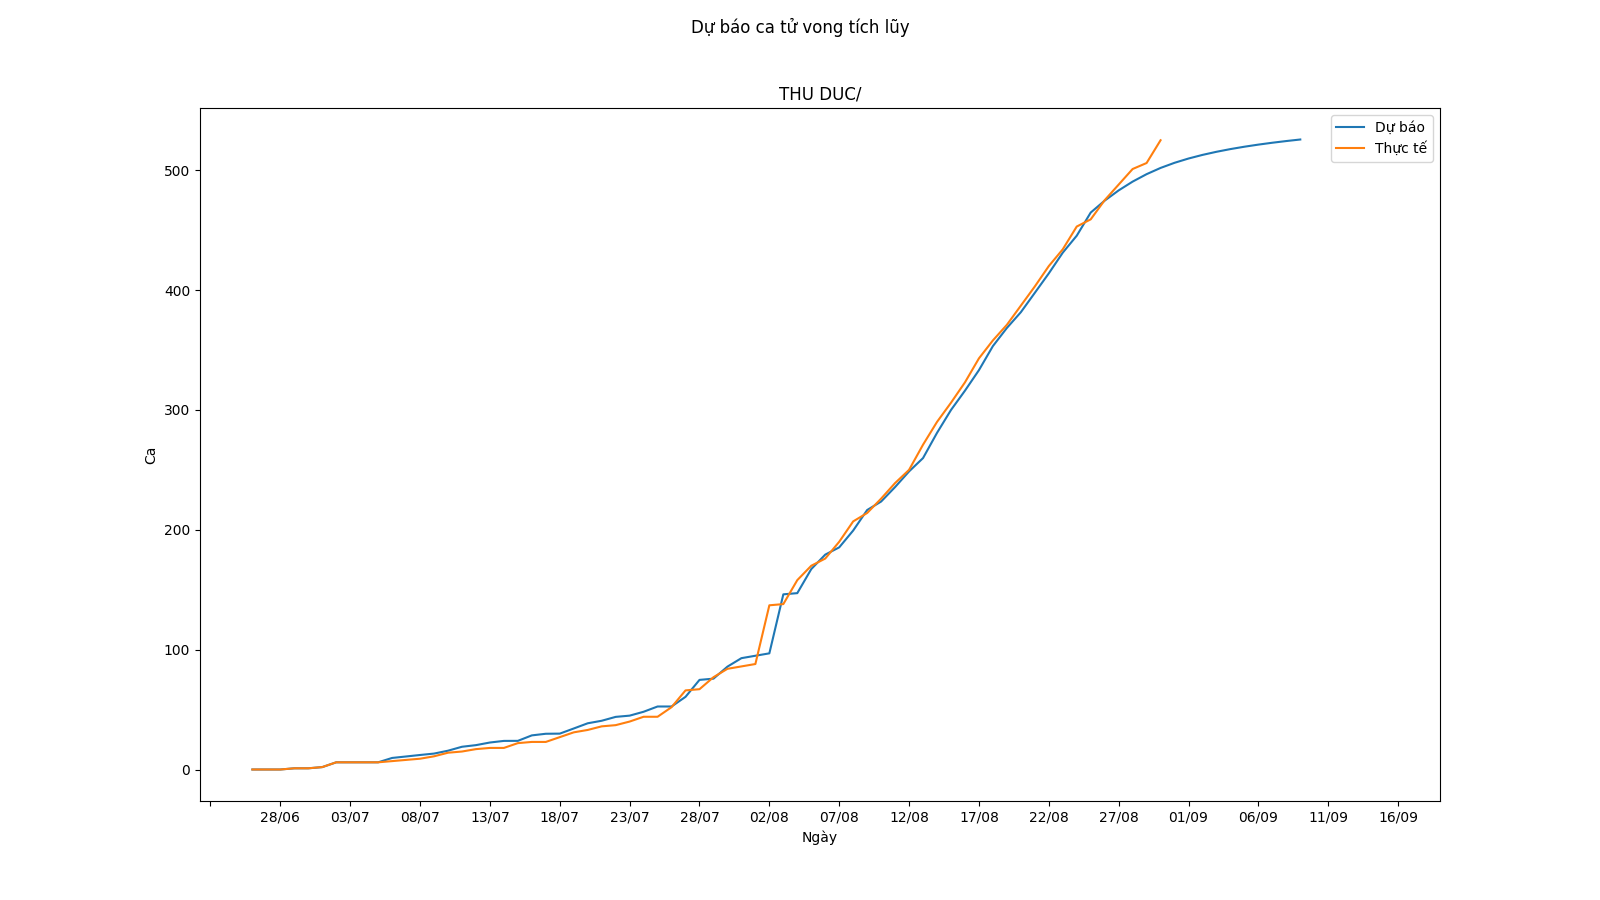 Dự báo ca tử vong tích lũy
THU DUC/
Dự báo
Thực tế
500
400
300
200
100
0
Ca
28/06 03/07 08/07 13/07 18/07 23/07 28/07 02/08 07/08 12/08 17/08 22/08 27/08 01/09 06/09 11/09 16/09
Ngày